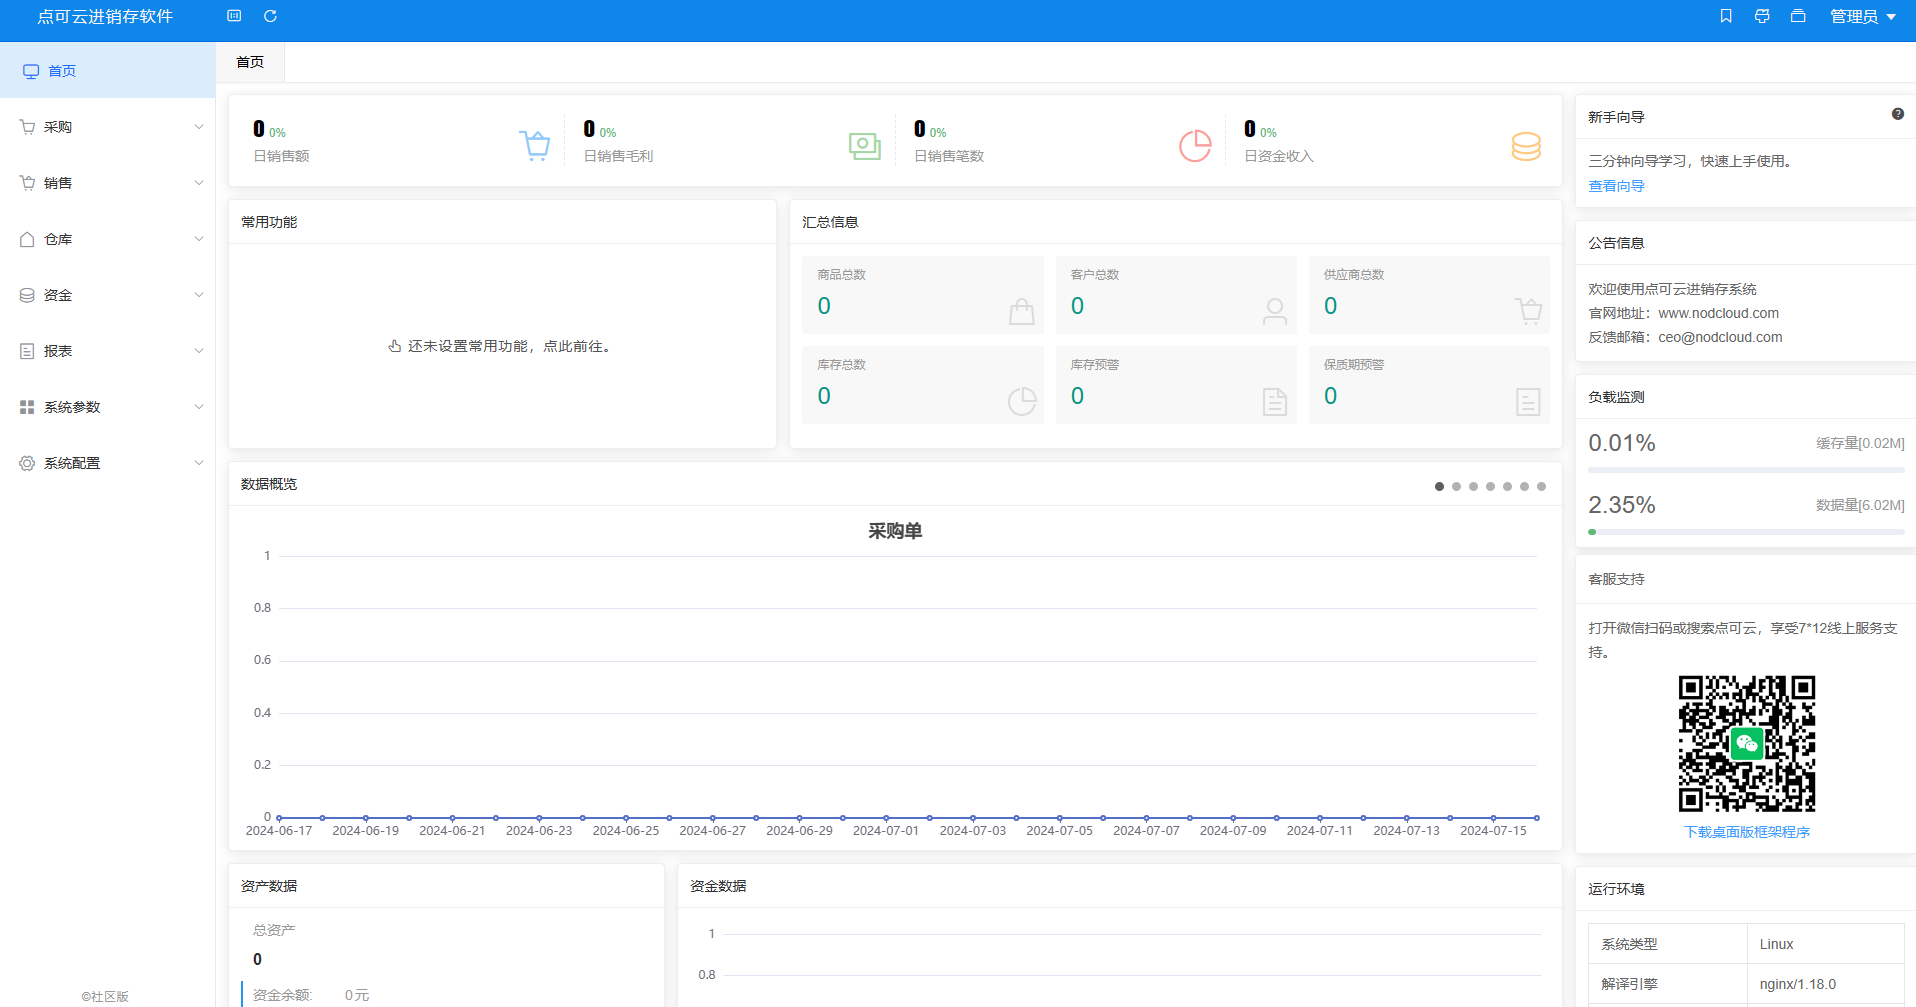 点可云进销存软件
管理员
首页
采购
销售
仓库
资金
报表
系统参数
系统配置
©社区版
首页
0 0%
日销售额
0 0%
日销售毛利
0 0%
日销售笔数
0 0%
日资金收入
常用功能
还未设置常用功能，点此前往。
汇总信息
商品总数
0
客户总数
0
供应商总数
0
库存总数
0
库存预警
0
保质期预警
0
数据概览
采购单
1
0.8
0.6
0.4
0.2
0
2024-06-17 2024-06-19 2024-06-21 2024-06-23 2024-06-25 2024-06-27 2024-06-29 2024-07-01 2024-07-03 2024-07-05 2024-07-07 2024-07-09 2024-07-11 2024-07-13 2024-07-15
资产数据
总资产
0
资金余额: 0元
资金数据
1
0.8
新手向导
三分钟向导学习，快速上手使用。
查看向导
公告信息
欢迎使用点可云进销存系统
官网地址：www.nodcloud.com
反馈邮箱：ceo@nodcloud.com
负载监测
0.01% 缓存量[0.02M]
2.35% 数据量[6.02M]
客服支持
打开微信扫码或搜索点可云，享受7*12线上服务支
持。
下载桌面版框架程序
运行环境
系统类型 Linux
解译引擎 nginx/1.18.0